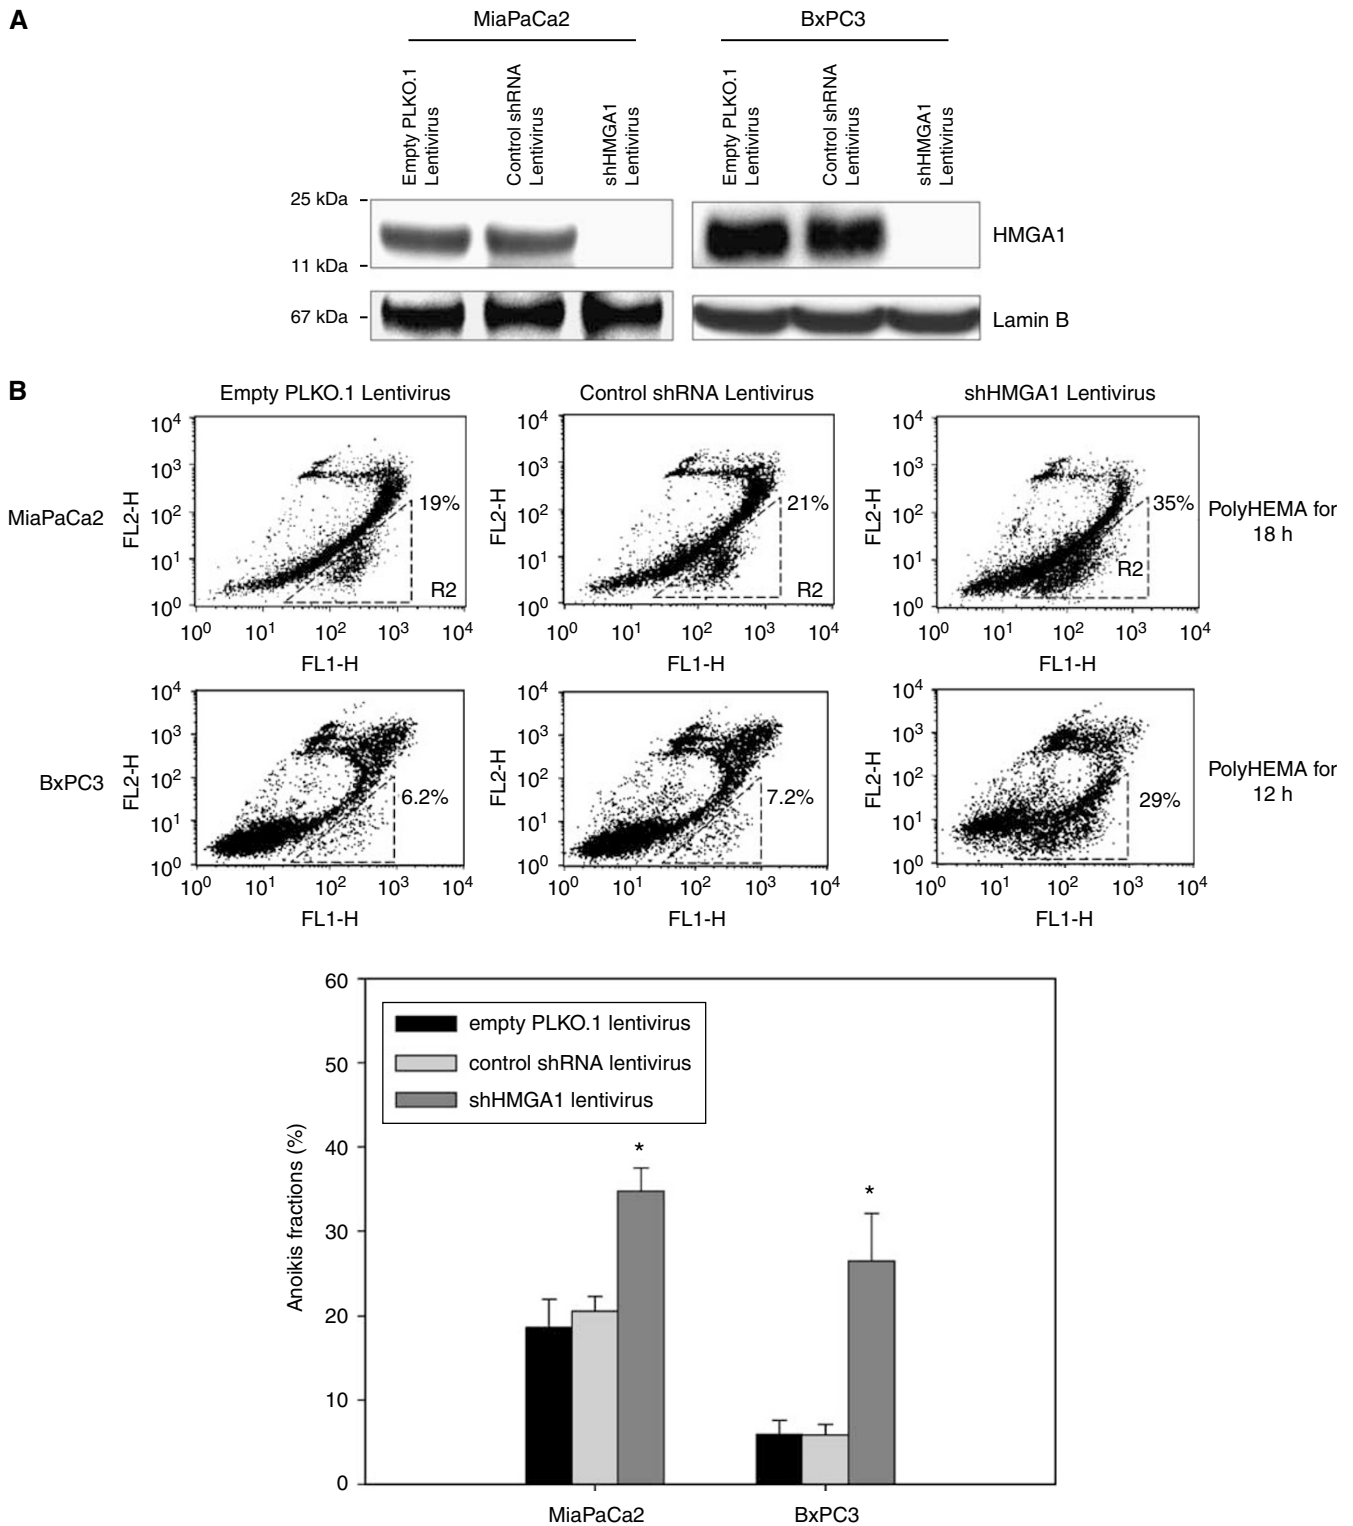 A
MiaPaCa2
BxPC3
Empty PLKO.1
Lentivirus
Control shRNA
Lentivirus
shHMGA1
Lentivirus
Empty PLKO.1
Lentivirus
Control shRNA
Lentivirus
shHMGA1
Lentivirus
25 kDa
11 kDa
HMGA1
67 kDa
Lamin B
B
Empty PLKO.1 Lentivirus
Control shRNA Lentivirus
shHMGA1 Lentivirus
MiaPaCa2
FL2-H
10⁴
10³
10²
10¹
10⁰
19%
R2
10⁰ 10¹ 10² 10³ 10⁴
FL1-H
FL2-H
10⁴
10³
10²
10¹
10⁰
21%
R2
10⁰ 10¹ 10² 10³ 10⁴
FL1-H
FL2-H
10⁴
10³
10²
10¹
10⁰
35%
R2
10⁰ 10¹ 10² 10³ 10⁴
FL1-H
PolyHEMA for
18 h
BxPC3
FL2-H
10⁴
10³
10²
10¹
10⁰
6.2%
10⁰ 10¹ 10² 10³ 10⁴
FL1-H
FL2-H
10⁴
10³
10²
10¹
10⁰
7.2%
10⁰ 10¹ 10² 10³ 10⁴
FL1-H
FL2-H
10⁴
10³
10²
10¹
10⁰
29%
10⁰ 10¹ 10² 10³ 10⁴
FL1-H
PolyHEMA for
12 h
Anoikis fractions (%)
60
50
40
30
20
10
0
empty PLKO.1 lentivirus
control shRNA lentivirus
shHMGA1 lentivirus
*
*
MiaPaCa2
BxPC3